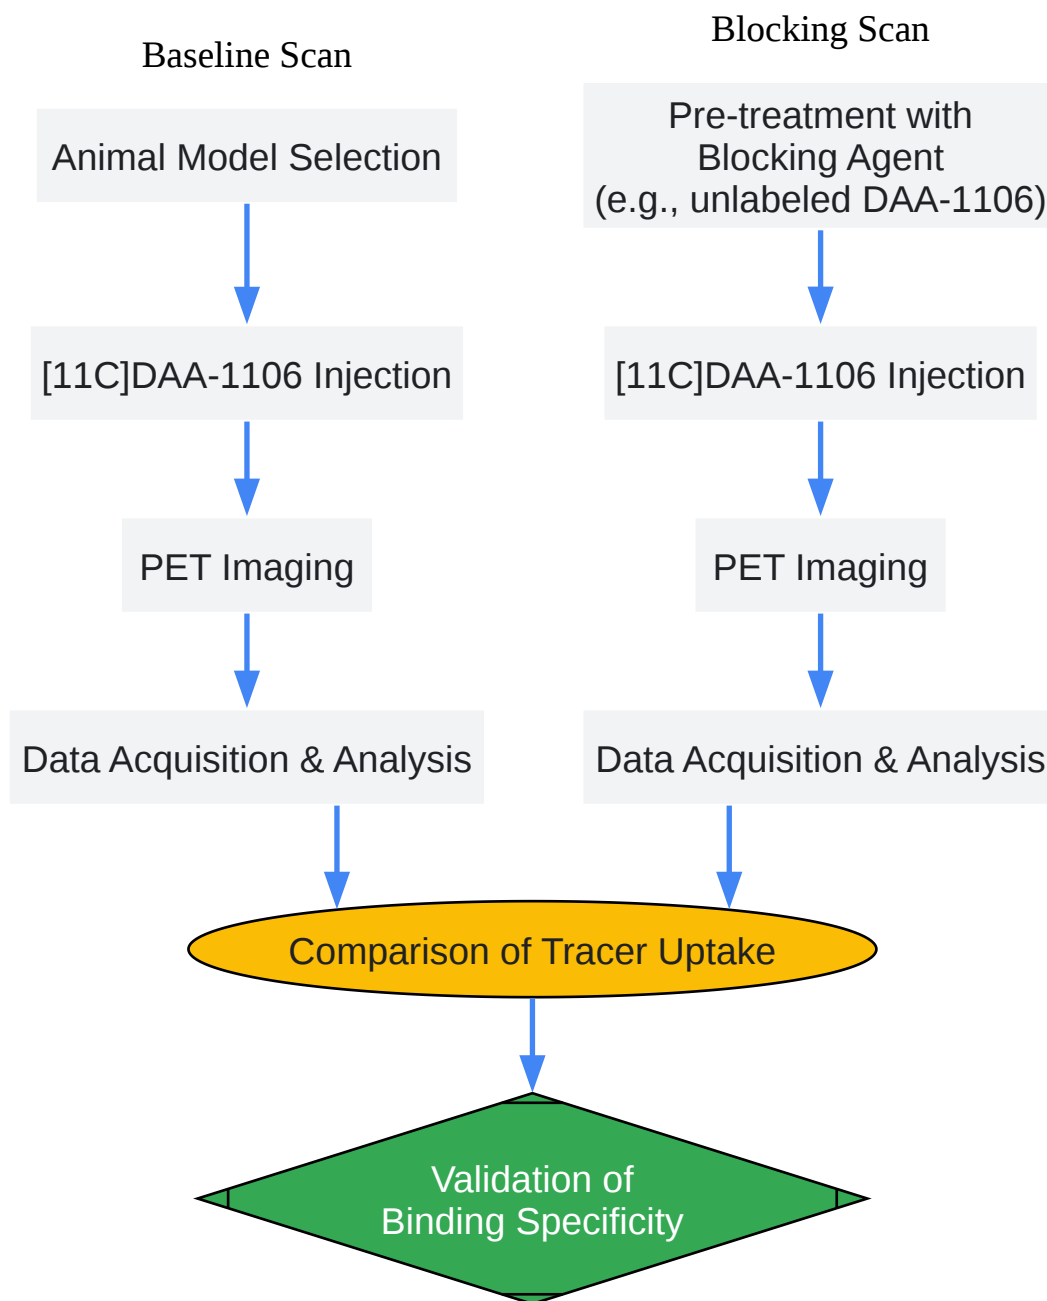 Baseline Scan
Animal Model Selection
[11C]DAA-1106 Injection
PET Imaging
Data Acquisition & Analysis
Blocking Scan
Pre-treatment with
Blocking Agent
(e.g., unlabeled DAA-1106)
[11C]DAA-1106 Injection
PET Imaging
Data Acquisition & Analysis
Comparison of Tracer Uptake
Validation of
Binding Specificity